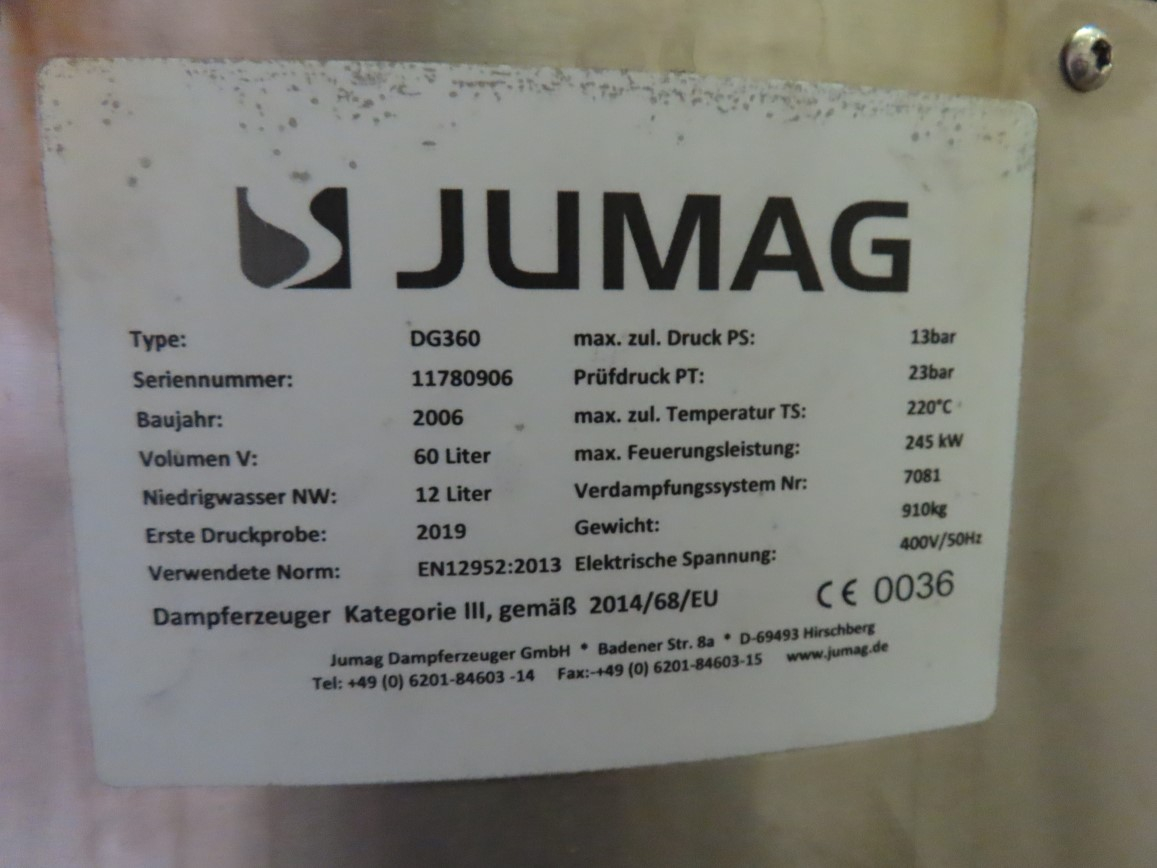 JUMAG
Type: DG360 max. zul. Druck PS: 13bar
Seriennummer: 11780906 Prüfdruck PT: 23bar
Baujahr: 2006 max. zul. Temperatur TS: 220°C
Volumen V: 60 Liter max. Feuerungsleistung: 245 kW
Niedrigwasser NW: 12 Liter Verdampfungssystem Nr: 7081
Erste Druckprobe: 2019 Gewicht: 910kg
Verwendete Norm: EN12952:2013 Elektrische Spannung: 400V/50Hz
Dampferzeuger Kategorie III, gemäß 2014/68/EU CE 0036
Jumag Dampferzeuger GmbH * Badener Str. 8a * D-69493 Hirschberg
Tel: +49 (0) 6201-84603 -14 Fax:-+49 (0) 6201-84603-15 www.jumag.de